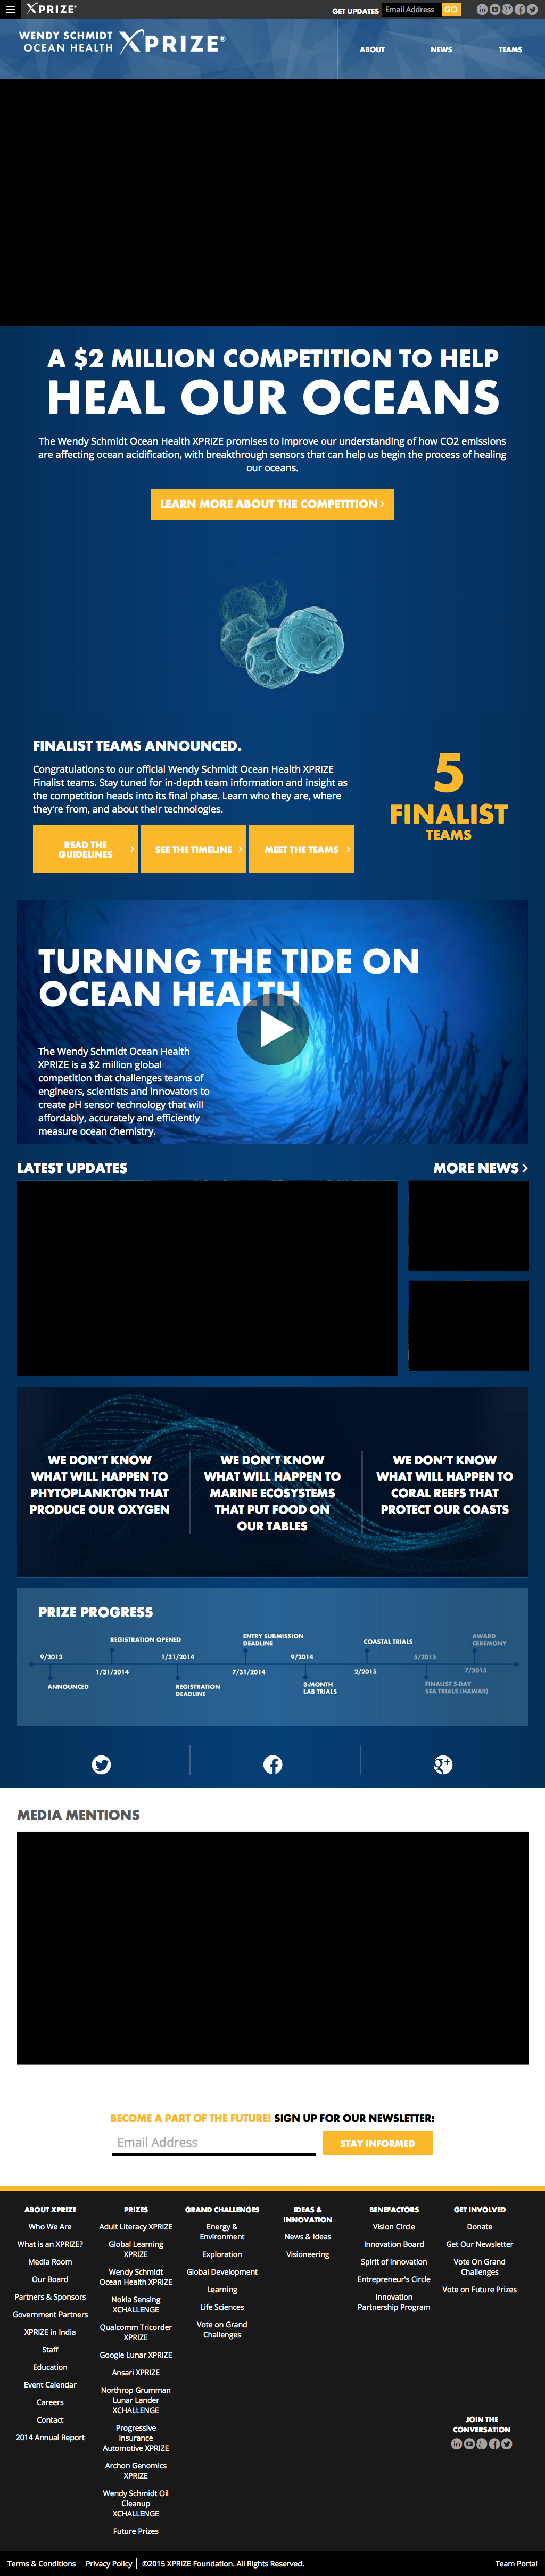 XPRIZE
GET UPDATES
Email Address
GO
WENDY SCHMIDT
OCEAN HEALTH
XPRIZE®
ABOUT
NEWS
TEAMS
A $2 MILLION COMPETITION TO HELP
HEAL OUR OCEANS
The Wendy Schmidt Ocean Health XPRIZE promises to improve our understanding of how CO2 emissions
are affecting ocean acidification, with breakthrough sensors that can help us begin the process of healing
our oceans.
LEARN MORE ABOUT THE COMPETITION >
FINALIST TEAMS ANNOUNCED.
Congratulations to our official Wendy Schmidt Ocean Health XPRIZE
Finalist teams. Stay tuned for in-depth team information and insight as
the competition heads into its final phase. Learn who they are, where
they're from, and about their technologies.
READ THE
GUIDELINES >
SEE THE TIMELINE >
MEET THE TEAMS >
5
FINALIST
TEAMS
TURNING THE TIDE ON
OCEAN HEALTH
The Wendy Schmidt Ocean Health
XPRIZE is a $2 million global
competition that challenges teams of
engineers, scientists and innovators to
create pH sensor technology that will
affordably, accurately and efficiently
measure ocean chemistry.
LATEST UPDATES
MORE NEWS >
WE DON'T KNOW
WHAT WILL HAPPEN TO
PHYTOPLANKTON THAT
PRODUCE OUR OXYGEN
WE DON'T KNOW
WHAT WILL HAPPEN TO
MARINE ECOSYSTEMS
THAT PUT FOOD ON
OUR TABLES
WE DON'T KNOW
WHAT WILL HAPPEN TO
CORAL REEFS THAT
PROTECT OUR COASTS
PRIZE PROGRESS
9/2013
ANNOUNCED
REGISTRATION OPENED
1/31/2014
1/31/2014
REGISTRATION
DEADLINE
ENTRY SUBMISSION
DEADLINE
7/31/2014
9/2014
3-MONTH
LAB TRIALS
COASTAL TRIALS
2/2015
5/2015
FINALIST 5-DAY
SEA TRIALS (HAWAII)
AWARD
CEREMONY
7/2015
MEDIA MENTIONS
BECOME A PART OF THE FUTURE! SIGN UP FOR OUR NEWSLETTER:
Email Address
STAY INFORMED
ABOUT XPRIZE
Who We Are
What is an XPRIZE?
Media Room
Our Board
Partners & Sponsors
Government Partners
XPRIZE in India
Staff
Education
Event Calendar
Careers
Contact
2014 Annual Report
PRIZES
Adult Literacy XPRIZE
Global Learning
XPRIZE
Wendy Schmidt
Ocean Health XPRIZE
Nokia Sensing
XCHALLENGE
Qualcomm Tricorder
XPRIZE
Google Lunar XPRIZE
Ansari XPRIZE
Northrop Grumman
Lunar Lander
XCHALLENGE
Progressive
Insurance
Automotive XPRIZE
Archon Genomics
XPRIZE
Wendy Schmidt Oil
Cleanup
XCHALLENGE
Future Prizes
GRAND CHALLENGES
Energy &
Environment
Exploration
Global Development
Learning
Life Sciences
Vote on Grand
Challenges
IDEAS &
INNOVATION
News & Ideas
Visioneering
BENEFACTORS
Vision Circle
Innovation Board
Spirit of Innovation
Entrepreneur's Circle
Innovation
Partnership Program
GET INVOLVED
Donate
Get Our Newsletter
Vote On Grand
Challenges
Vote on Future Prizes
JOIN THE
CONVERSATION
Terms & Conditions
Privacy Policy
©2015 XPRIZE Foundation. All Rights Reserved.
Team Portal